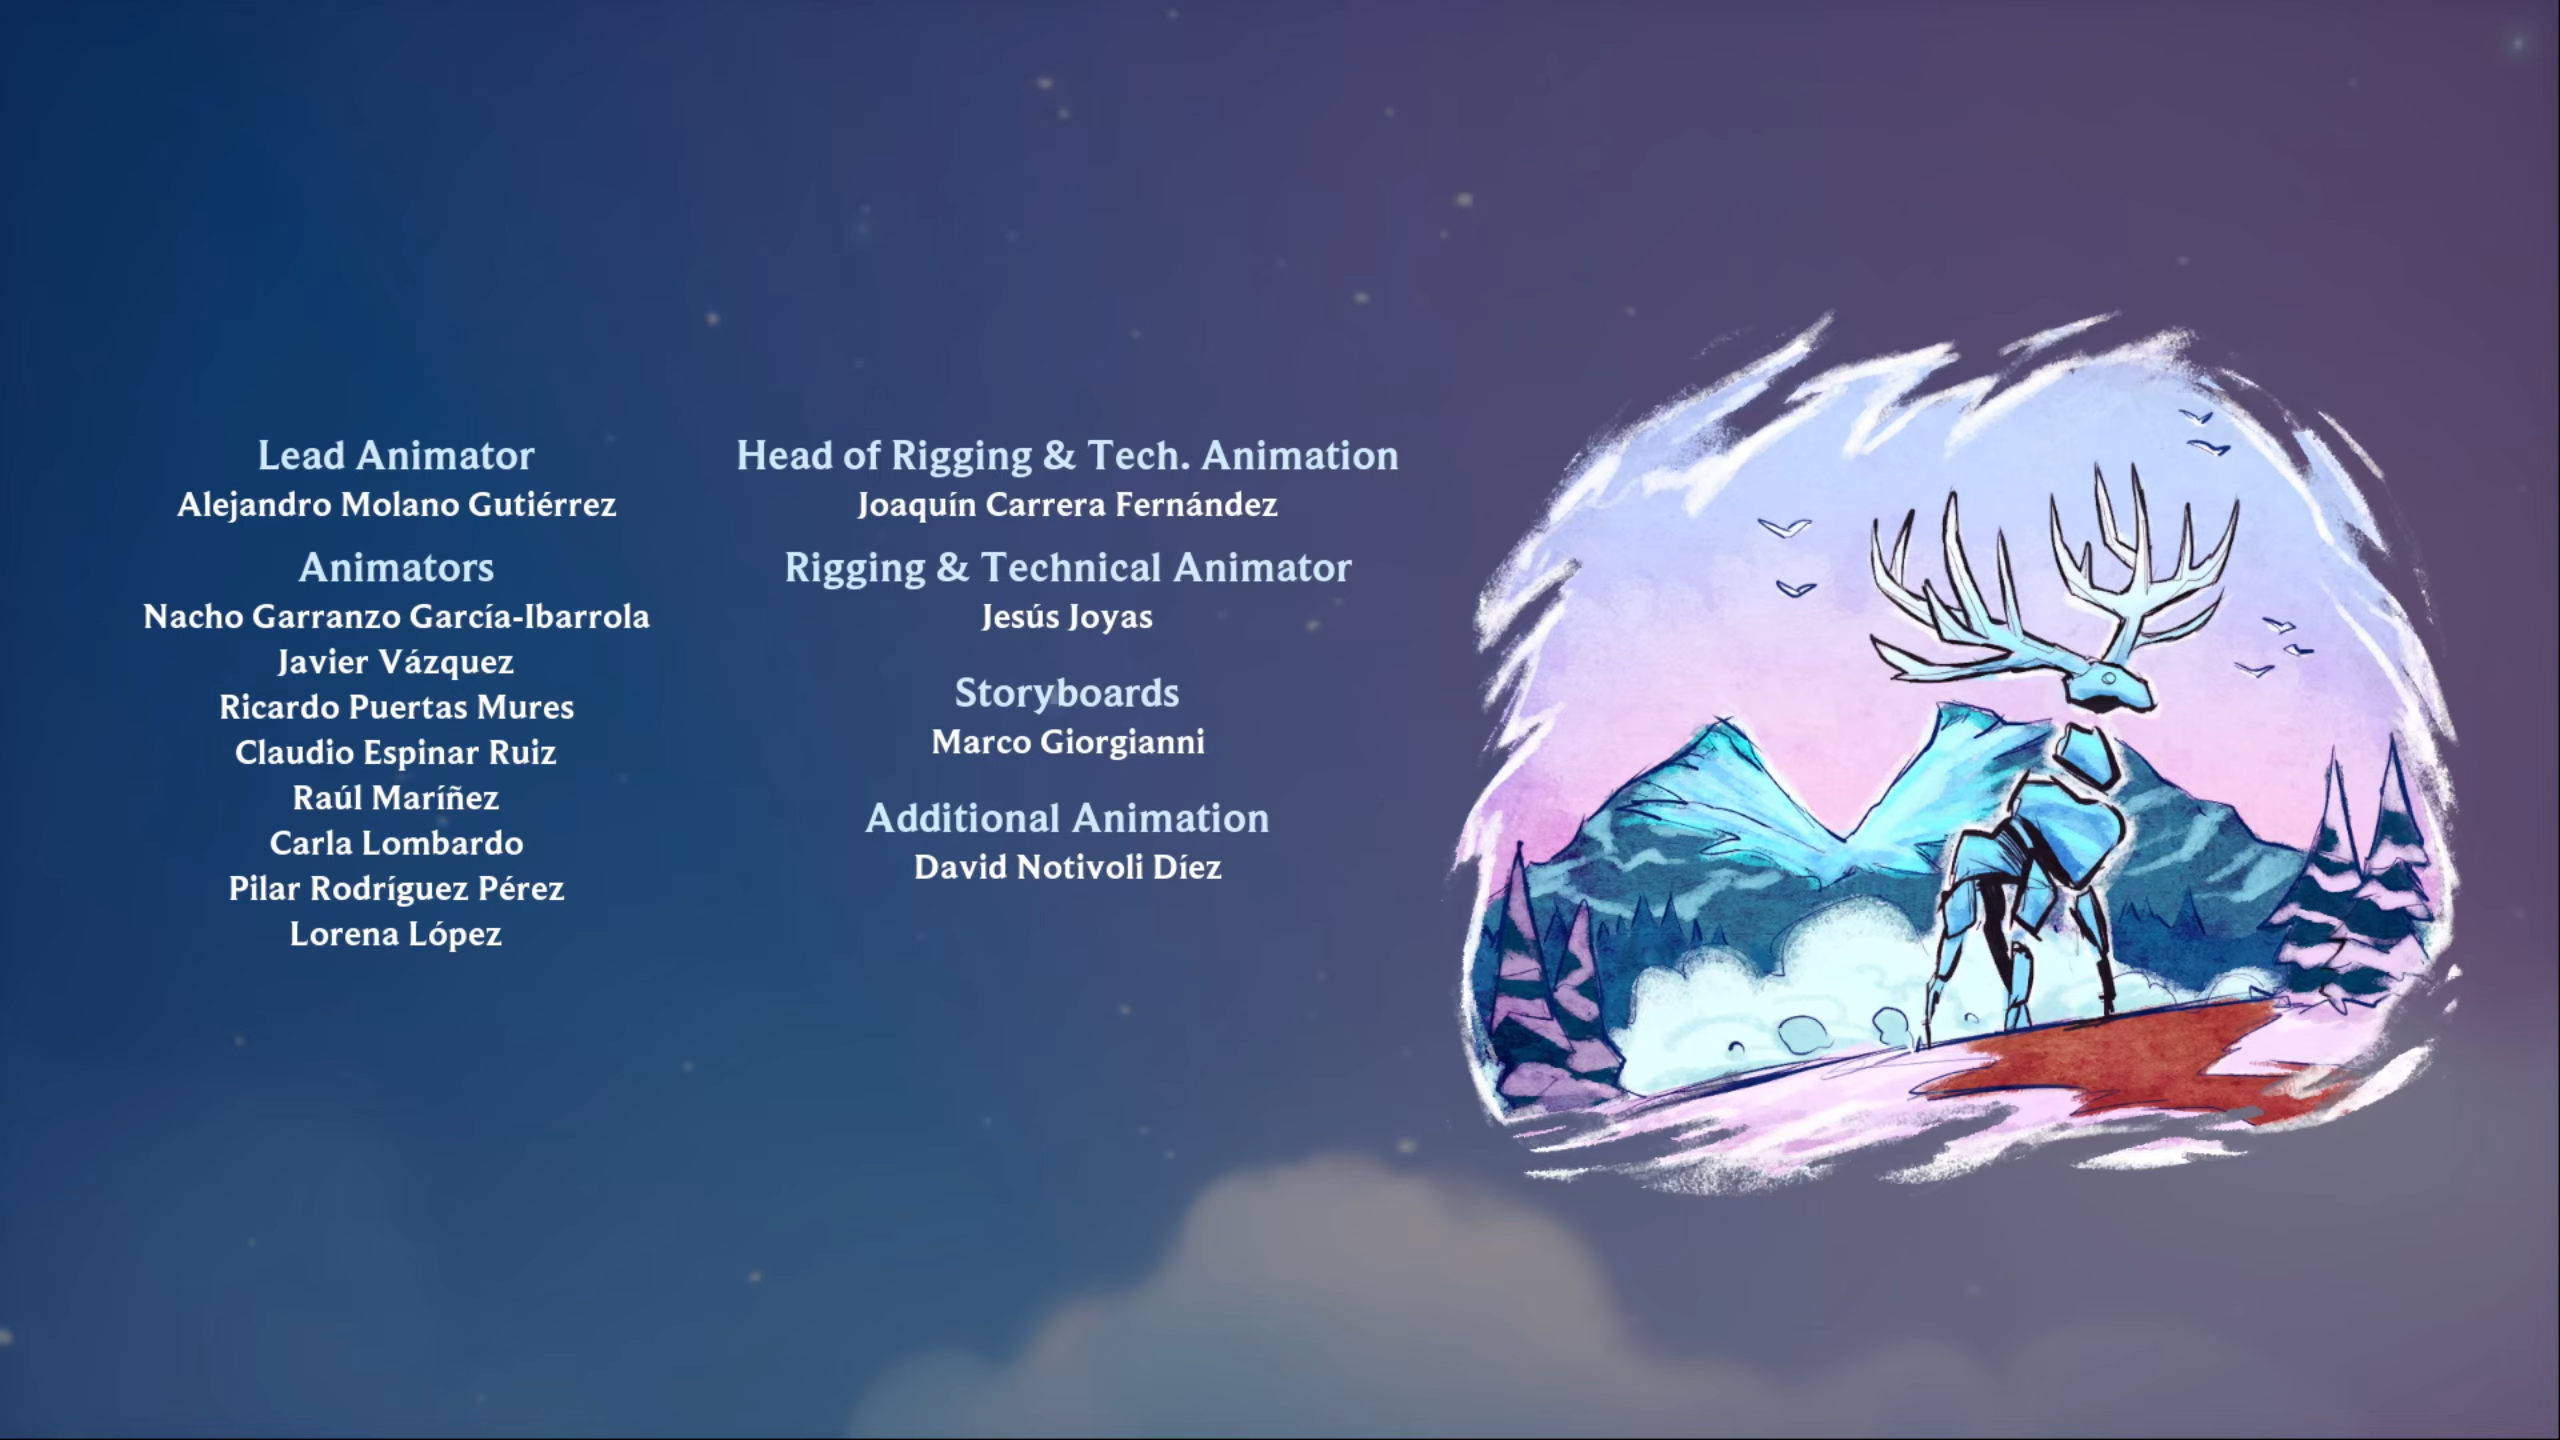 Lead Animator
Alejandro Molano Gutiérrez
Animators
Nacho Garranzo García-Ibarrola
Javier Vázquez
Ricardo Puertas Mures
Claudio Espinar Ruiz
Raúl Maríñez
Carla Lombardo
Pilar Rodríguez Pérez
Lorena López
Head of Rigging & Tech. Animation
Joaquín Carrera Fernández
Rigging & Technical Animator
Jesús Joyas
Storyboards
Marco Giorgianni
Additional Animation
David Notivoli Díez